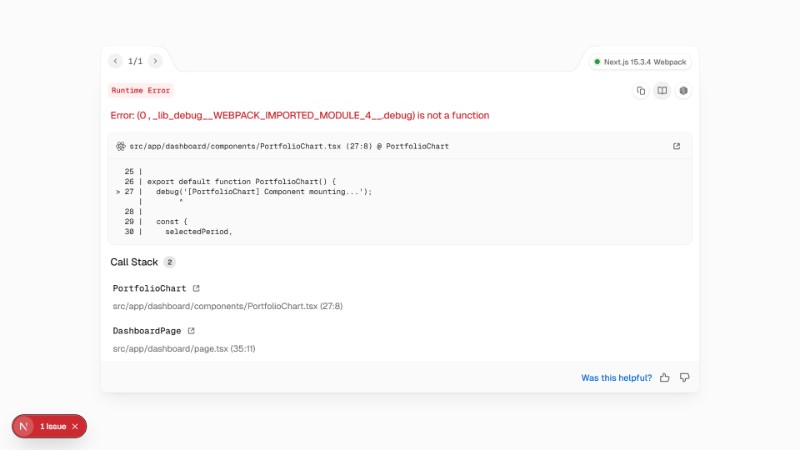 1/1
Next.js 15.3.4 Webpack
Runtime Error
Error: (0 , _lib_debug__WEBPACK_IMPORTED_MODULE_4__.debug) is not a function
src/app/dashboard/components/PortfolioChart.tsx (27:8) @ PortfolioChart
25 |
26 | export default function PortfolioChart() {
> 27 |   debug('[PortfolioChart] Component mounting...');
|        ^
28 |
29 |   const {
30 |     selectedPeriod,
Call Stack 2
PortfolioChart
src/app/dashboard/components/PortfolioChart.tsx (27:8)
DashboardPage
src/app/dashboard/page.tsx (35:11)
Was this helpful?
N 1 Issue